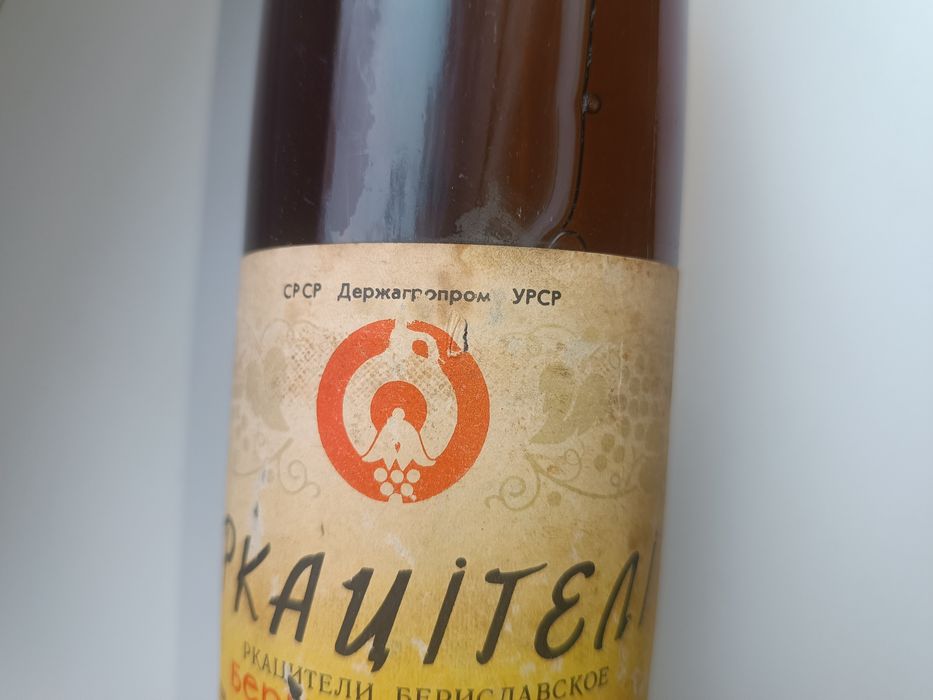 СРСР Держагропром УРСР
РКАЦІТЕЛІ
РКАЦИТЕЛИ БЕРИСЛАВСКОЕ